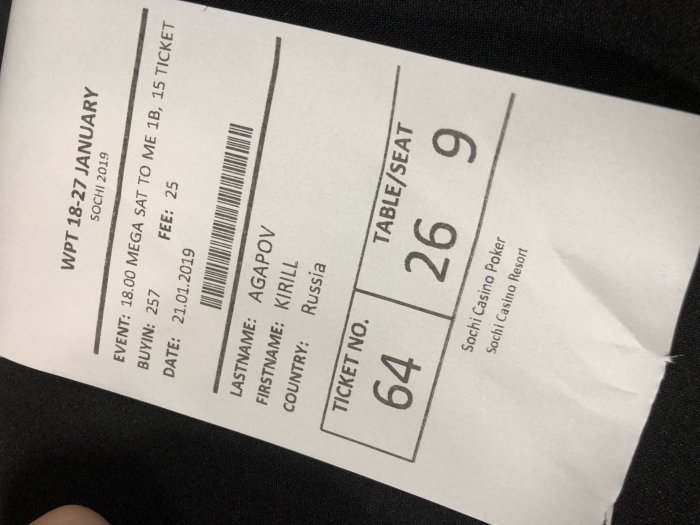 WPT 18-27 JANUARY
SOCHI 2019
EVENT: 18.00 MEGA SAT TO ME 1B, 15 TICKET
BUYIN: 257 FEE: 25
DATE: 21.01.2019
LASTNAME: AGAPOV
FIRSTNAME: KIRILL
COUNTRY: Russia
TICKET NO. TABLE/SEAT
64 26 9
Sochi Casino Poker
Sochi Casino Resort